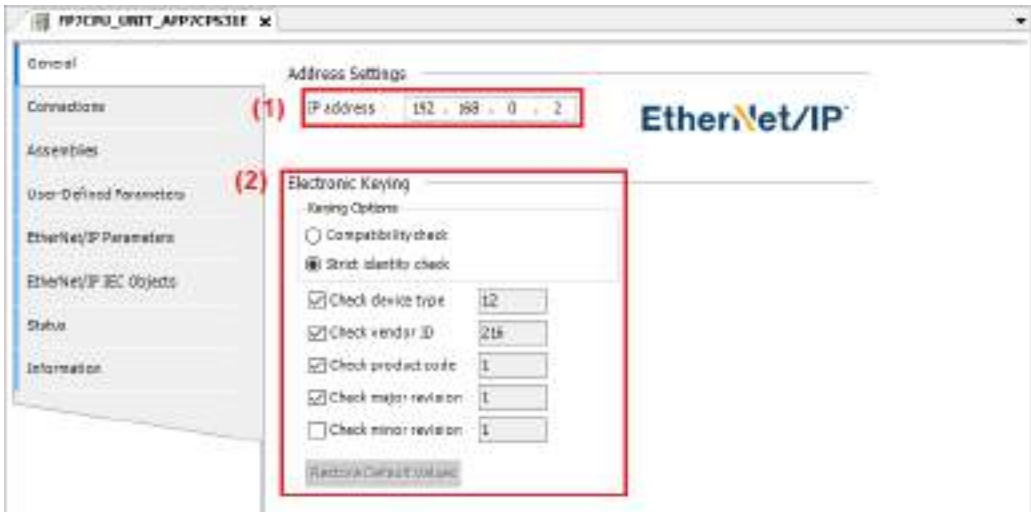 FP7CPU_UNIT_AFP7CPS31E
General
Connections
Assemblies
User-Defined Parameters
EtherNet/IP Parameters
EtherNet/IP IEC Objects
Status
Information
Address Settings
(1)
IP address 192 . 168 . 0 . 2
EtherNet/IP
(2)
Electronic Keying
Keying Options
Compatibility check
Strict identity check
Check device type 12
Check vendor ID 216
Check product code 1
Check major revision 1
Check minor revision 1
Restore Default Values